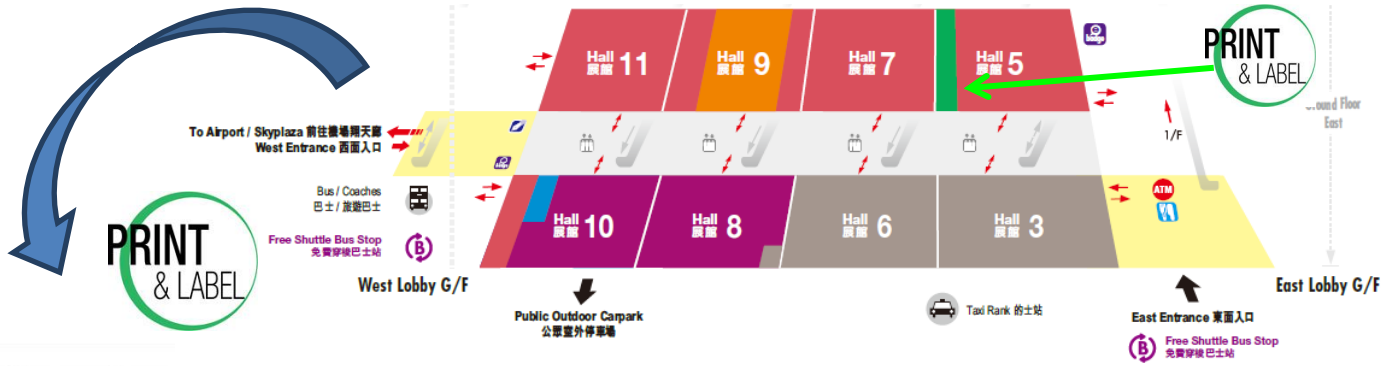 PRINT
& LABEL
Hall
展館 11
Hall
展館 9
Hall
展館 7
Hall
展館 5
To Airport / Skyplaza 前往機場翔天廊
West Entrance 西面入口
1/F
Ground Floor
East
Bus / Coaches
巴士 / 旅遊巴士
Free Shuttle Bus Stop
免費穿梭巴士站
B
PRINT
& LABEL
West Lobby G/F
Hall
展館 10
Hall
展館 8
Hall
展館 6
Hall
展館 3
ATM
East Lobby G/F
Public Outdoor Carpark
公眾室外停車場
Taxi Rank 的士站
East Entrance 東面入口
B
Free Shuttle Bus Stop
免費穿梭巴士站